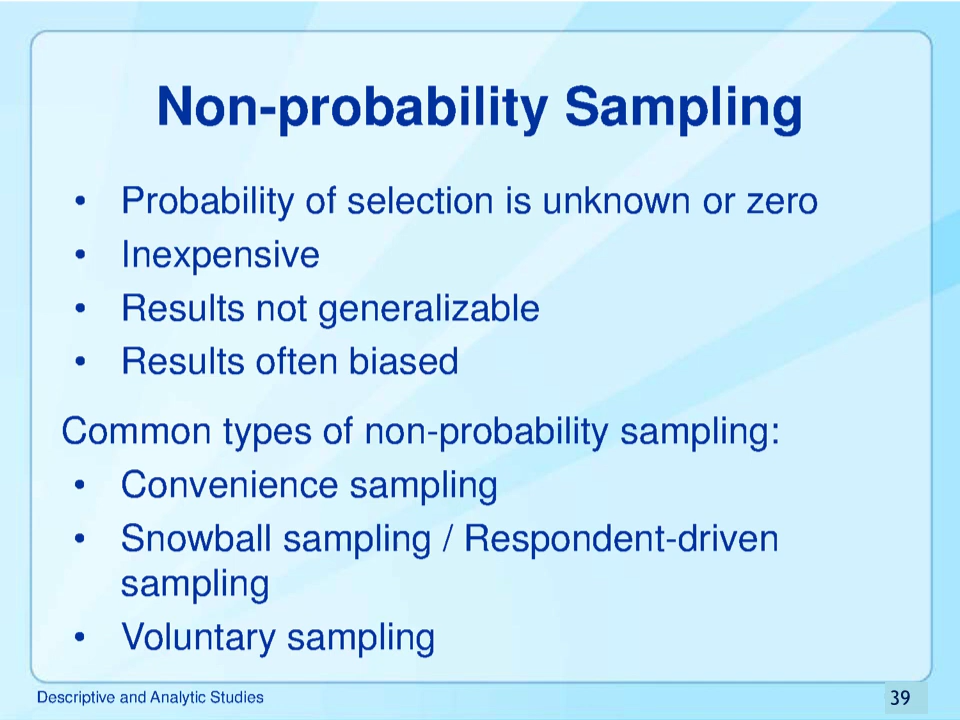 Non-probability Sampling
• Probability of selection is unknown or zero
• Inexpensive
• Results not generalizable
• Results often biased
Common types of non-probability sampling:
• Convenience sampling
• Snowball sampling / Respondent-driven
sampling
• Voluntary sampling
Descriptive and Analytic Studies
39